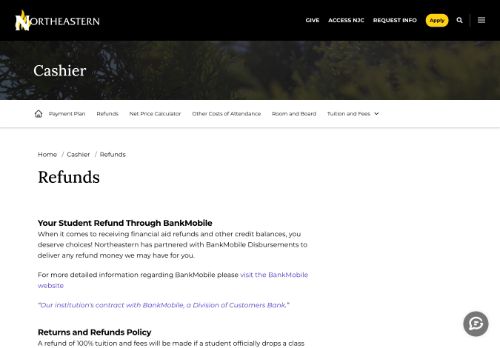 NORTHEASTERN
GIVE ACCESS NJC REQUEST INFO Apply
Cashier
Payment Plan Refunds Net Price Calculator Other Costs of Attendance Room and Board Tuition and Fees
Home / Cashier / Refunds
Refunds
Your Student Refund Through BankMobile
When it comes to receiving financial aid refunds and other credit balances, you
deserve choices! Northeastern has partnered with BankMobile Disbursements to
deliver any refund money we may have for you.
For more detailed information regarding BankMobile please visit the BankMobile
website
"Our institution's contract with BankMobile, a Division of Customers Bank."
Returns and Refunds Policy
A refund of 100% tuition and fees will be made if a student officially drops a class